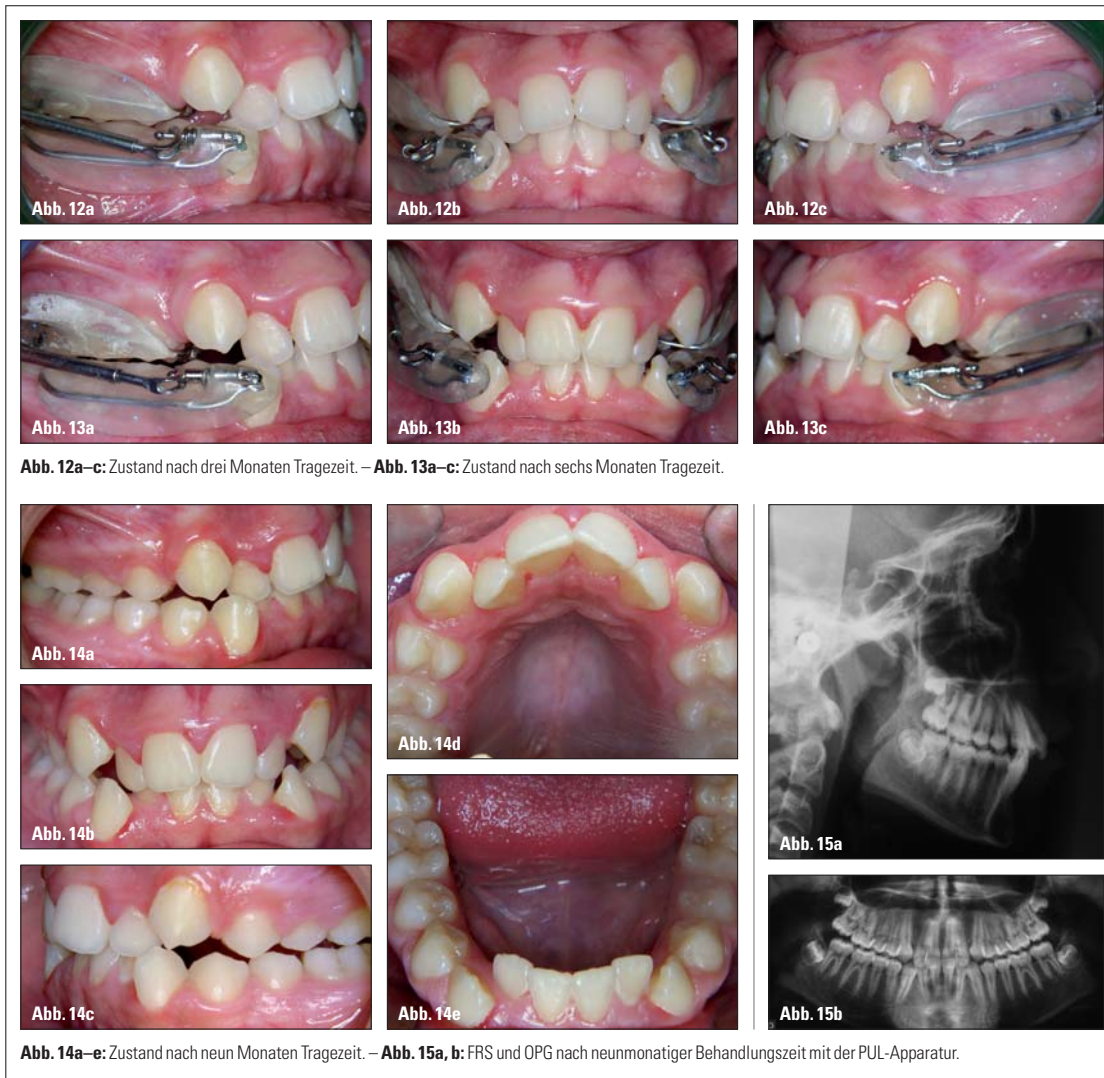 Abb. 12a
Abb. 12b
Abb. 12c
Abb. 13a
Abb. 13b
Abb. 13c
Abb. 12a–c: Zustand nach drei Monaten Tragezeit. – Abb. 13a–c: Zustand nach sechs Monaten Tragezeit.
Abb. 14a
Abb. 14b
Abb. 14c
Abb. 14d
Abb. 14e
Abb. 15a
Abb. 15b
Abb. 14a–e: Zustand nach neun Monaten Tragezeit. – Abb. 15a, b: FRS und OPG nach neunmonatiger Behandlungszeit mit der PUL-Apparatur.